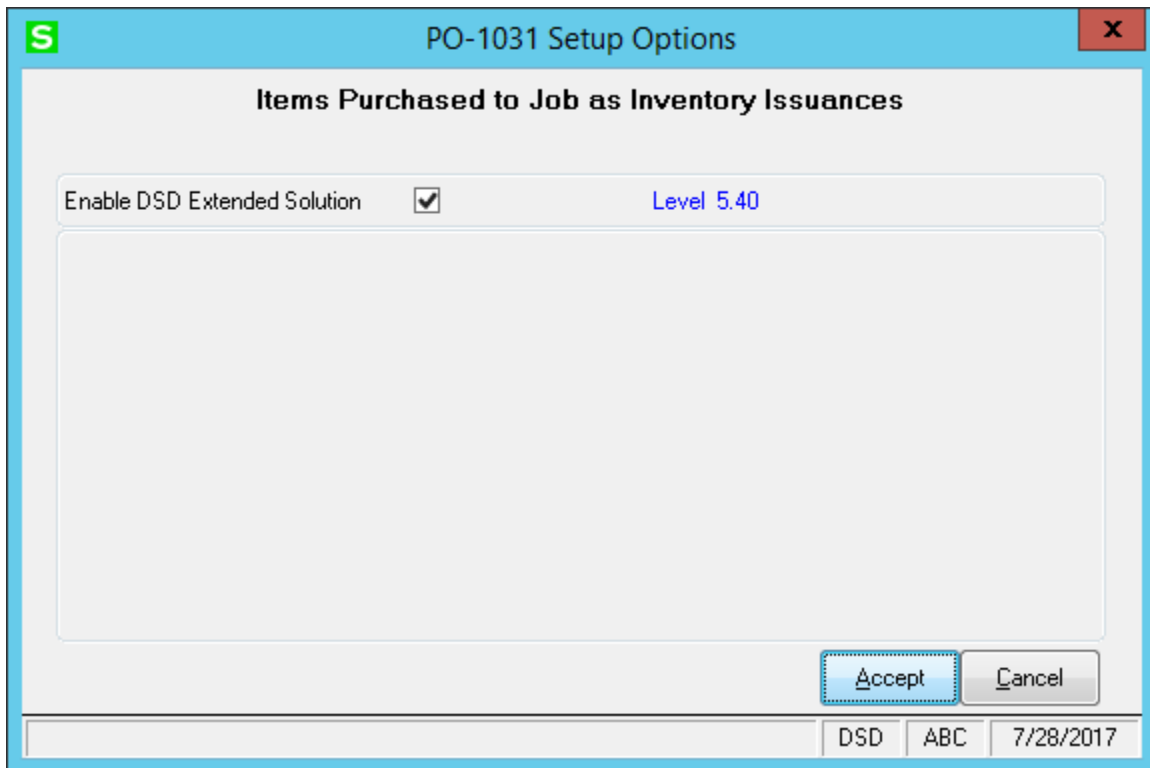 S
PO-1031 Setup Options
x
Items Purchased to Job as Inventory Issuances
Enable DSD Extended Solution
Level 5.40
Accept
Cancel
DSD
ABC
7/28/2017